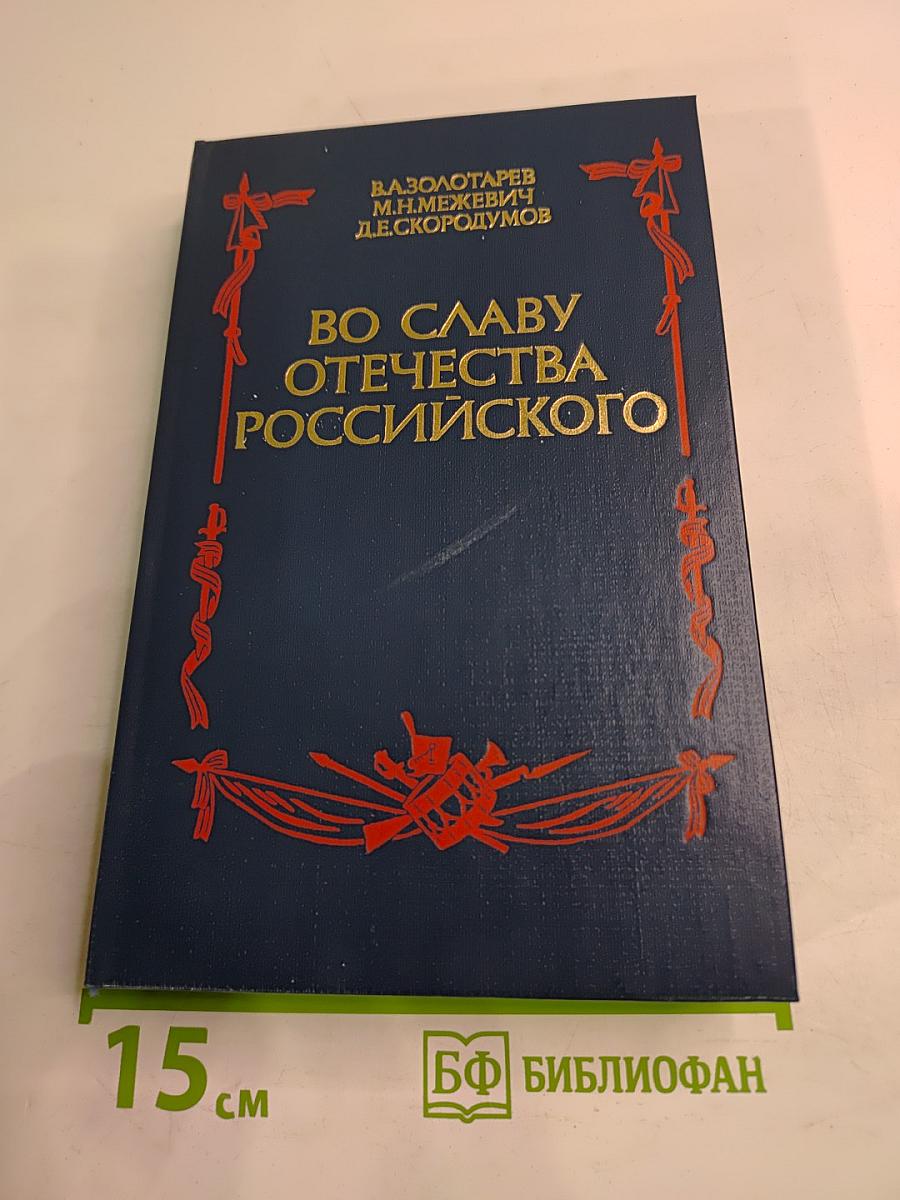 В.А.ЗОЛОТАРЕВ
М.Н.МЕЖЕВИЧ
Д.Е.СКОРОДУМОВ
ВО СЛАВУ
ОТЕЧЕСТВА
РОССИЙСКОГО
15 см
БФ БИБЛИОФАН